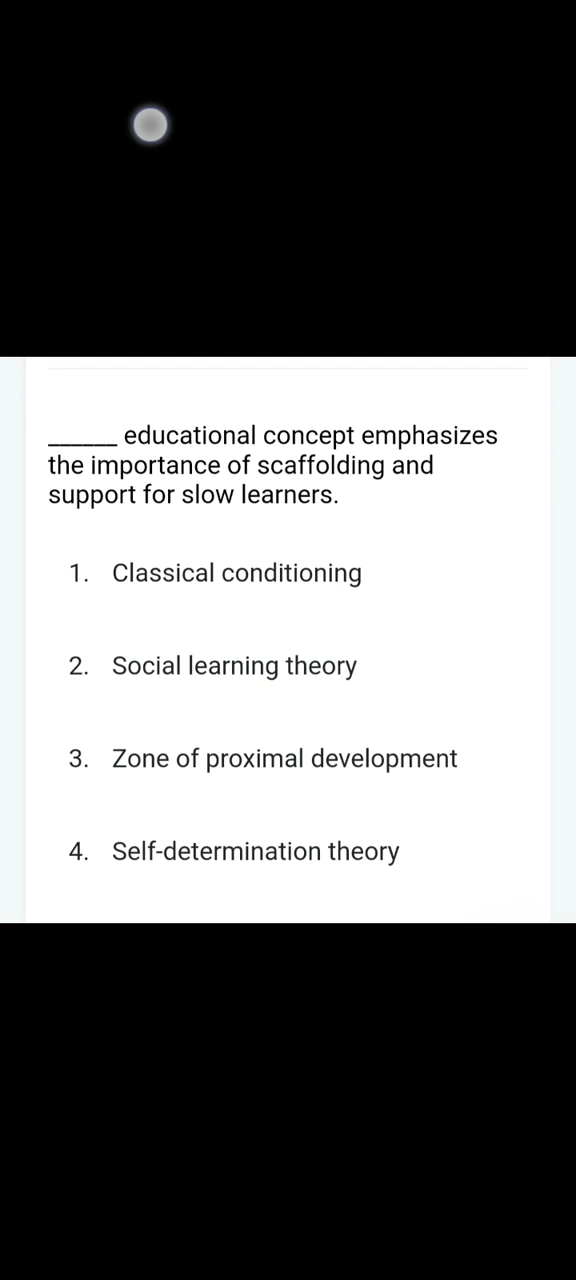 ______ educational concept emphasizes
the importance of scaffolding and
support for slow learners.
1. Classical conditioning
2. Social learning theory
3. Zone of proximal development
4. Self-determination theory